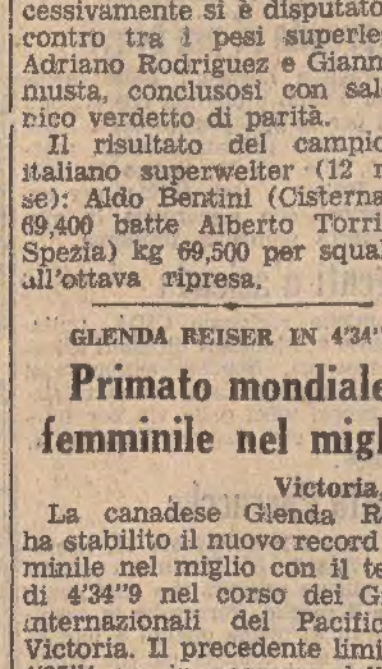 cessivamente si è disputato
contro tra i pesi superle
Adriano Rodriguez e Giann
musta, conclusosi con sal
nico verdetto di parità.
Il risultato del campio
italiano superwelter (12 r
se): Aldo Bentini (Cisterna
69,400 batte Alberto Torri
Spezia) kg 69,500 per squa
all'ottava ripresa.
GLENDA REISER IN 4'34"
Primato mondiale
femminile nel migl
Victoria,
La canadese Glenda R
ha stabilito il nuovo record
minile nel miglio con il te
di 4'34"9 nel corso dei G
internazionali del Pacific
Victoria. Il precedente limi